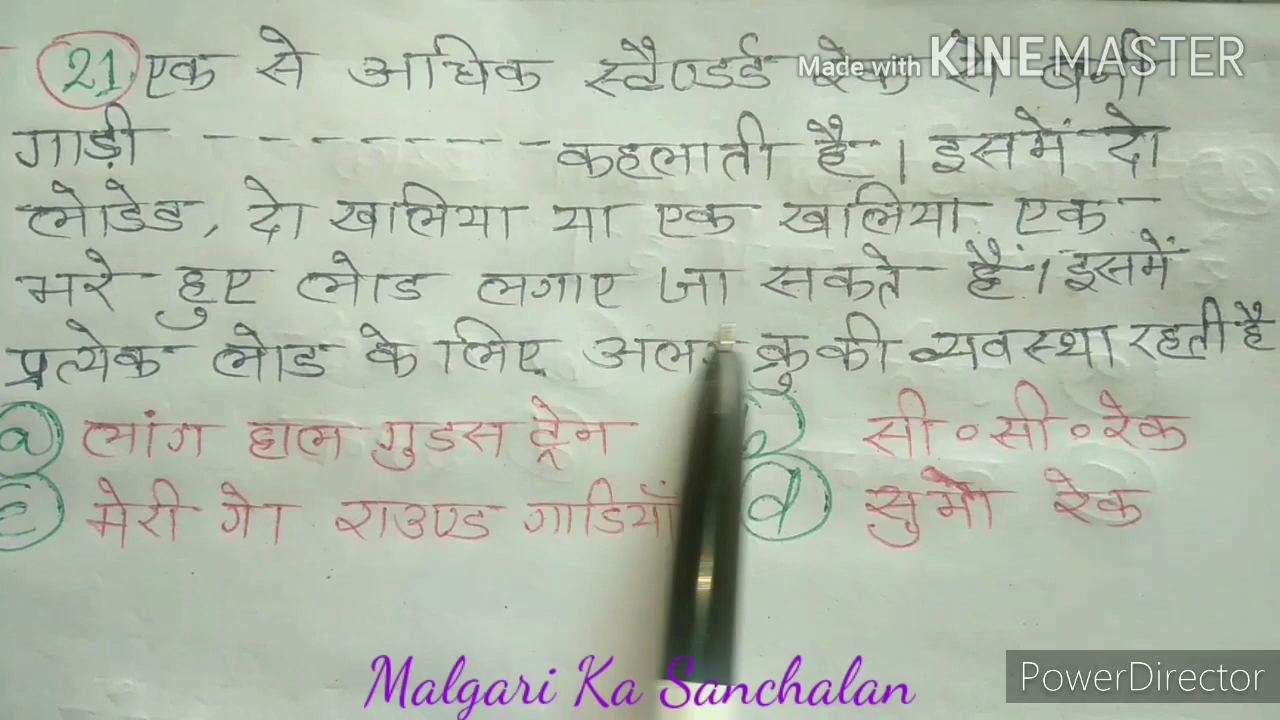 21. एक से अधिक स्टैण्डर्ड रेक से बनी
Made with KINEMASTER
गाड़ी - - - - - - - - कहलाती है। इसमें दो
लोडेड, दो खालिया या एक खालिया एक
भरे हुए लोड लगाए जा सकते हैं। इसमें
प्रत्येक लोड के लिए अलग क्रु की व्यवस्था रहती है
(a) लांग हाल गुडस ट्रेन (b) सी॰सी॰रेक
(c) मेरी गो राउण्ड गाडियाँ (d) सुमो रेक
Malgari Ka Sanchalan
PowerDirector